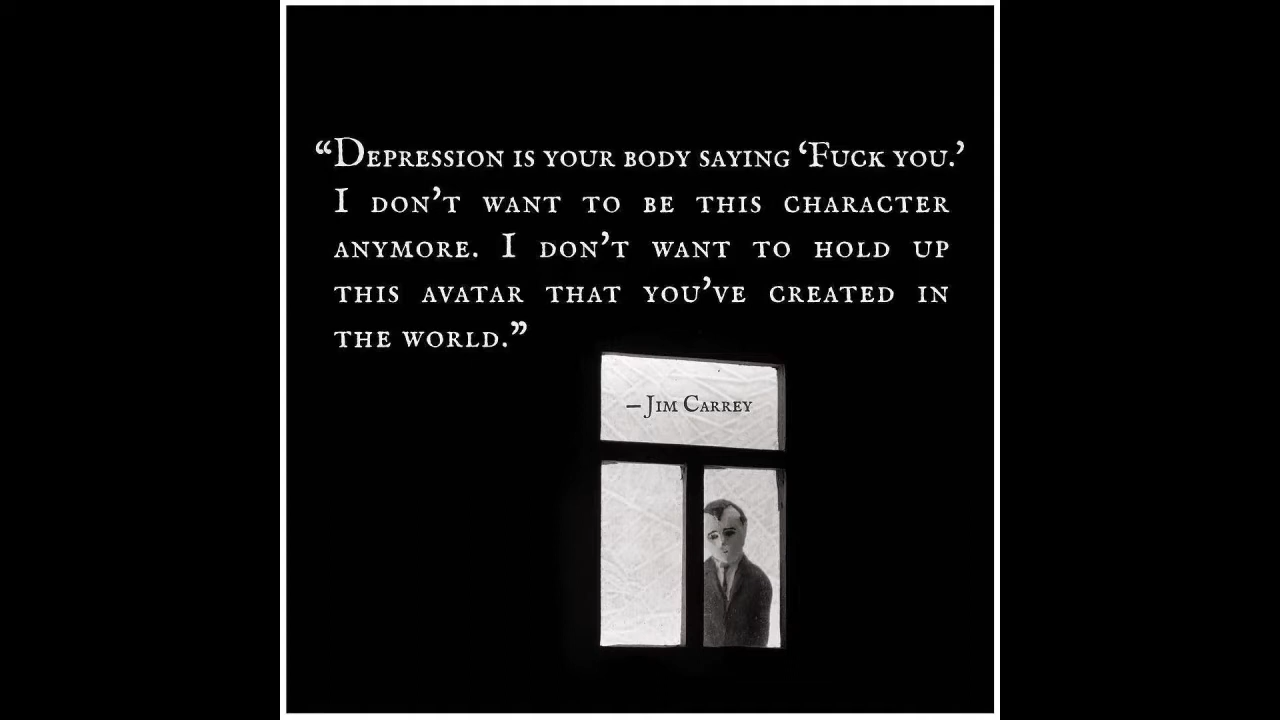 “Depression is your body saying ‘Fuck you.’
I don’t want to be this character
anymore. I don’t want to hold up
this avatar that you’ve created in
the world.”
– Jim Carrey